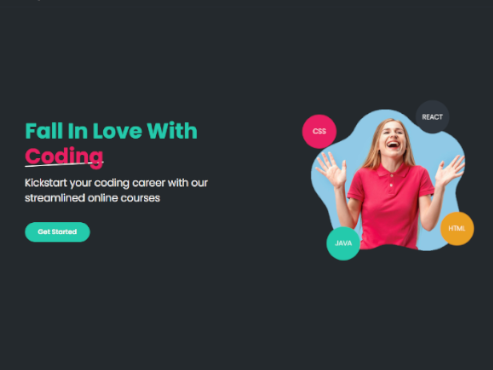 Fall In Love With
Coding
Kickstart your coding career with our
streamlined online courses
Get Started
CSS
REACT
JAVA
HTML